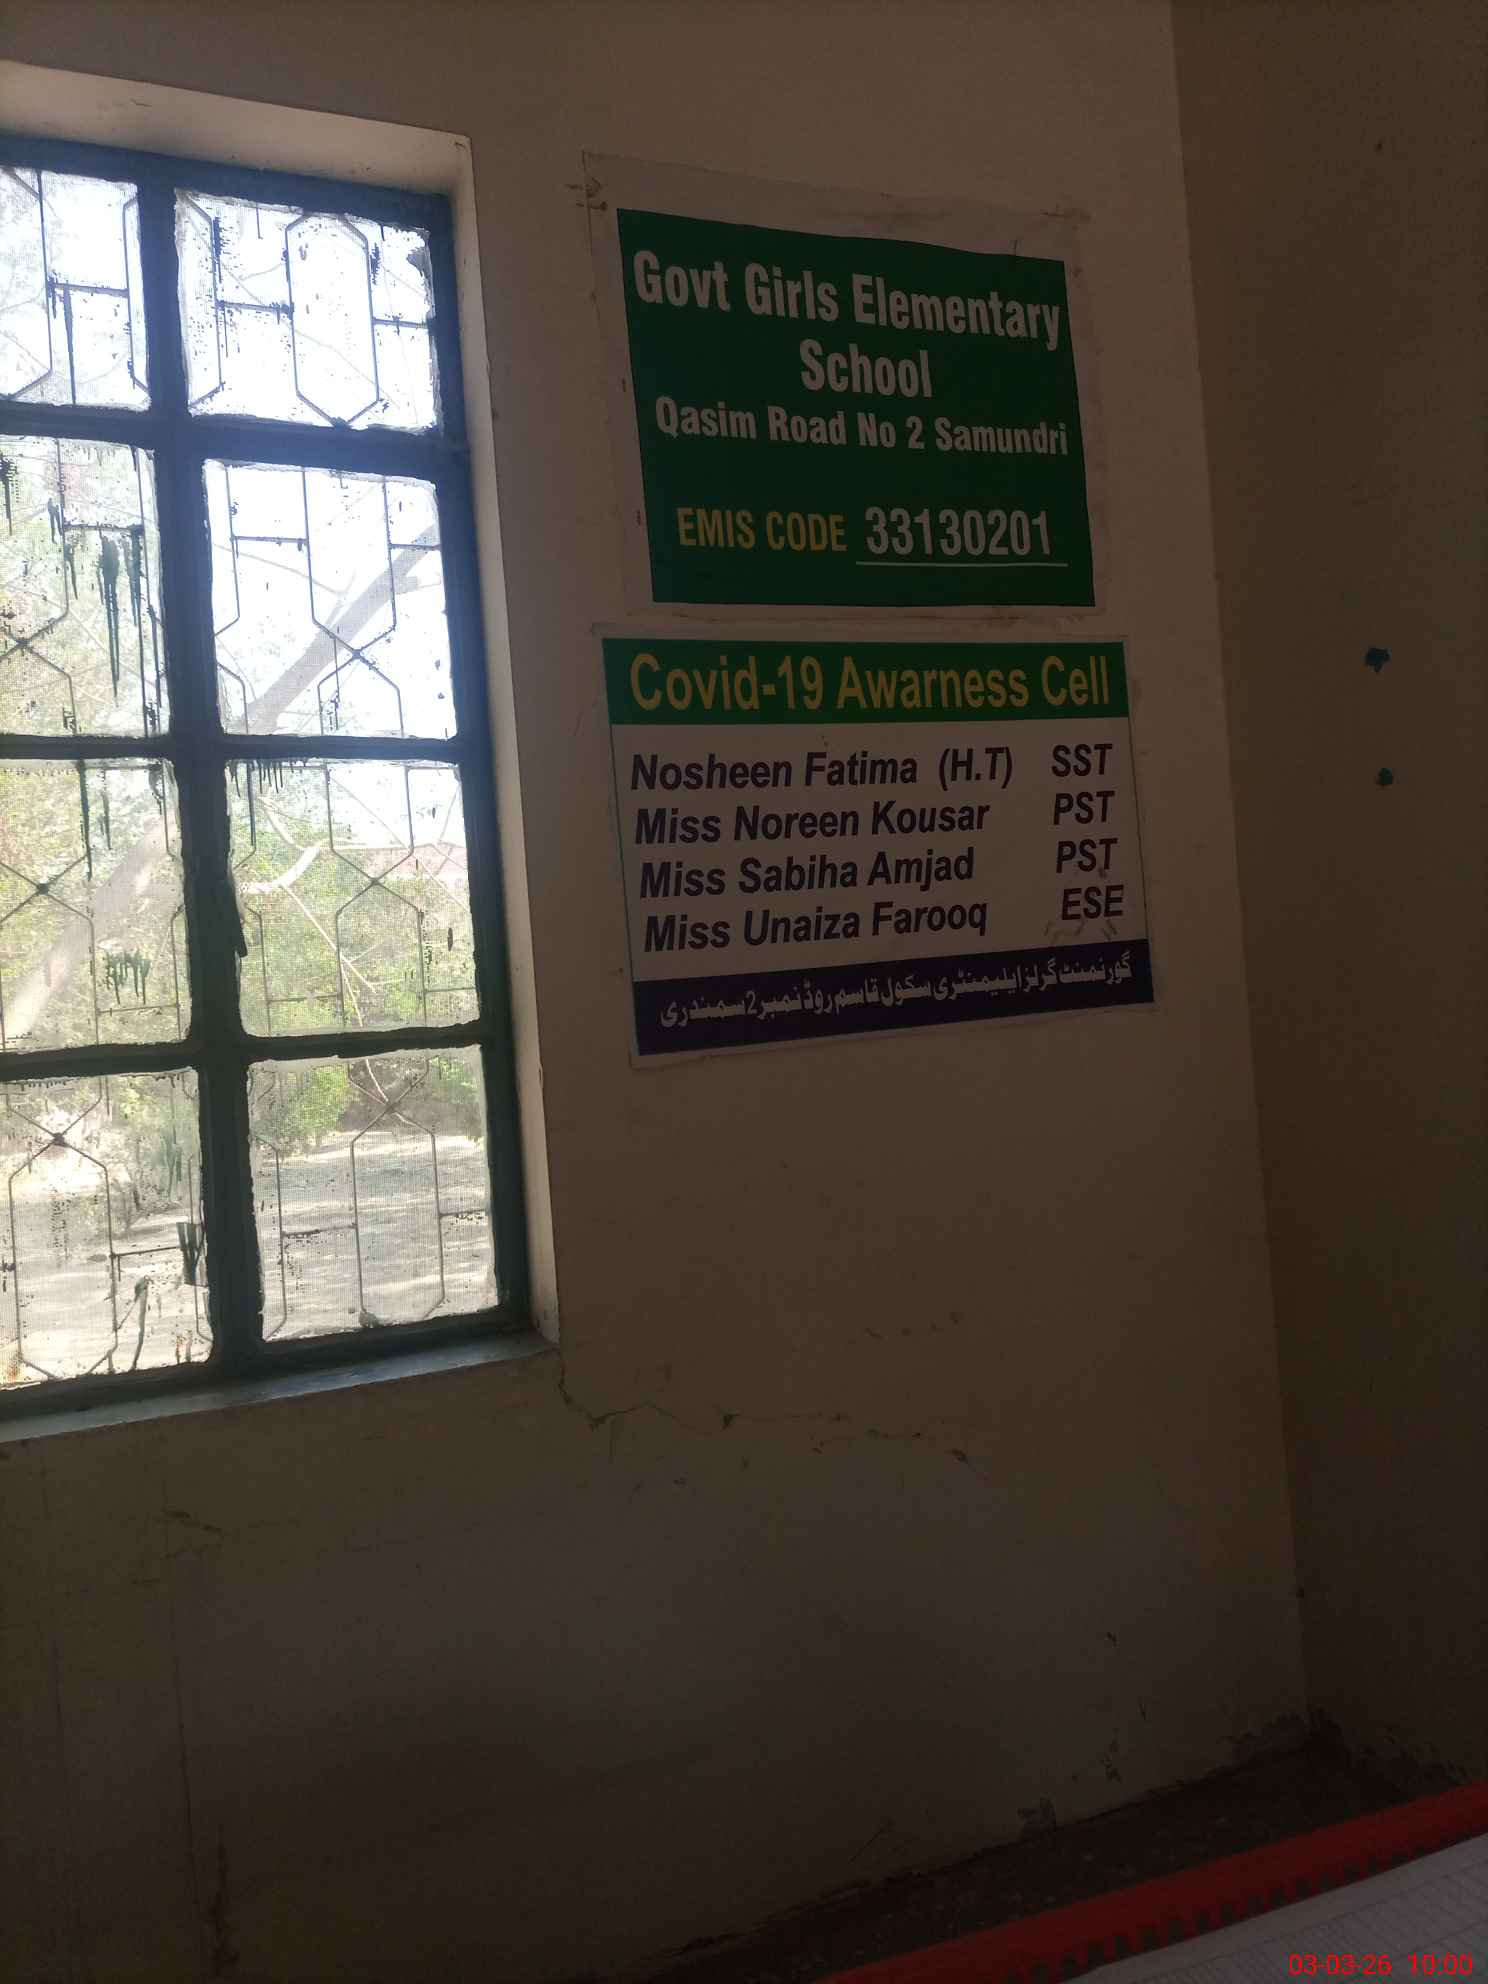 Govt Girls Elementary
School
Qasim Road No 2 Samundri
EMIS CODE 33130201
Covid-19 Awarness Cell
Nosheen Fatima (H.T) SST
Miss Noreen Kousar PST
Miss Sabiha Amjad PST
Miss Unaiza Farooq ESE
گورنمنٹ گرلز ایلیمنٹری سکول قاسم روڈ نمبر 2 سمندری
03-03-26 10:00